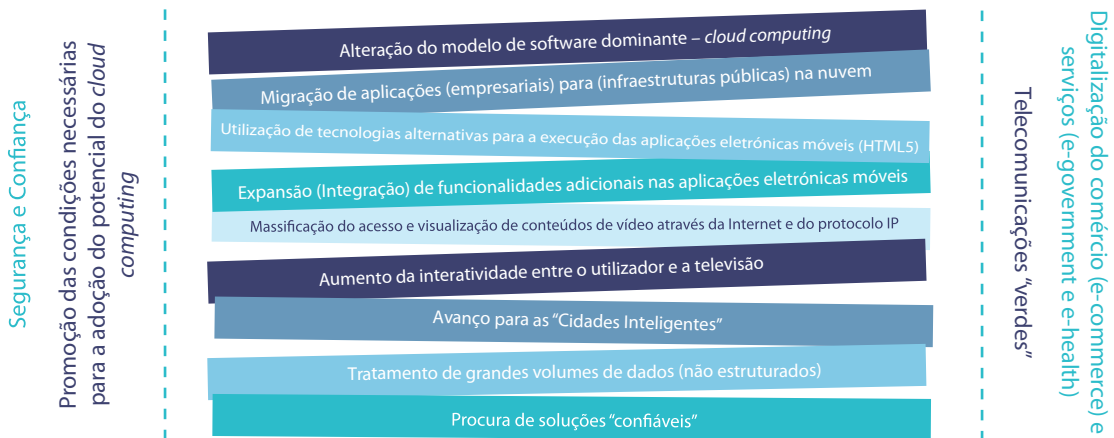 Segurança e Confiança
Promoção das condições necessárias
para a adoção do potencial do cloud
computing
Alteração do modelo de software dominante – cloud computing
Migração de aplicações (empresariais) para (infraestruturas públicas) na nuvem
Utilização de tecnologias alternativas para a execução das aplicações eletrónicas móveis (HTML5)
Expansão (Integração) de funcionalidades adicionais nas aplicações eletrónicas móveis
Massificação do acesso e visualização de conteúdos de vídeo através da Internet e do protocolo IP
Aumento da interatividade entre o utilizador e a televisão
Avanço para as “Cidades Inteligentes”
Tratamento de grandes volumes de dados (não estruturados)
Procura de soluções “confiáveis”
Telecomunicações “verdes”
Digitalização do comércio (e-commerce) e
serviços (e-government e e-health)